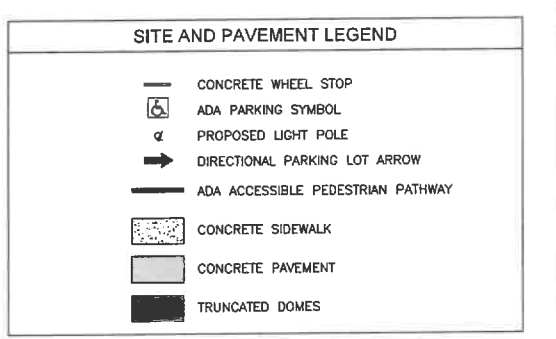 SITE AND PAVEMENT LEGEND
CONCRETE WHEEL STOP
ADA PARKING SYMBOL
PROPOSED LIGHT POLE
DIRECTIONAL PARKING LOT ARROW
ADA ACCESSIBLE PEDESTRIAN PATHWAY
CONCRETE SIDEWALK
CONCRETE PAVEMENT
TRUNCATED DOMES